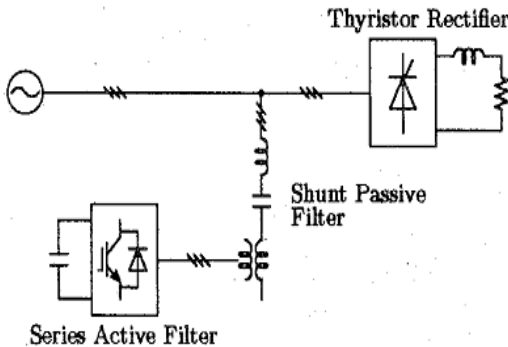 Thyristor Rectifier
Shunt Passive
Filter
Series Active Filter